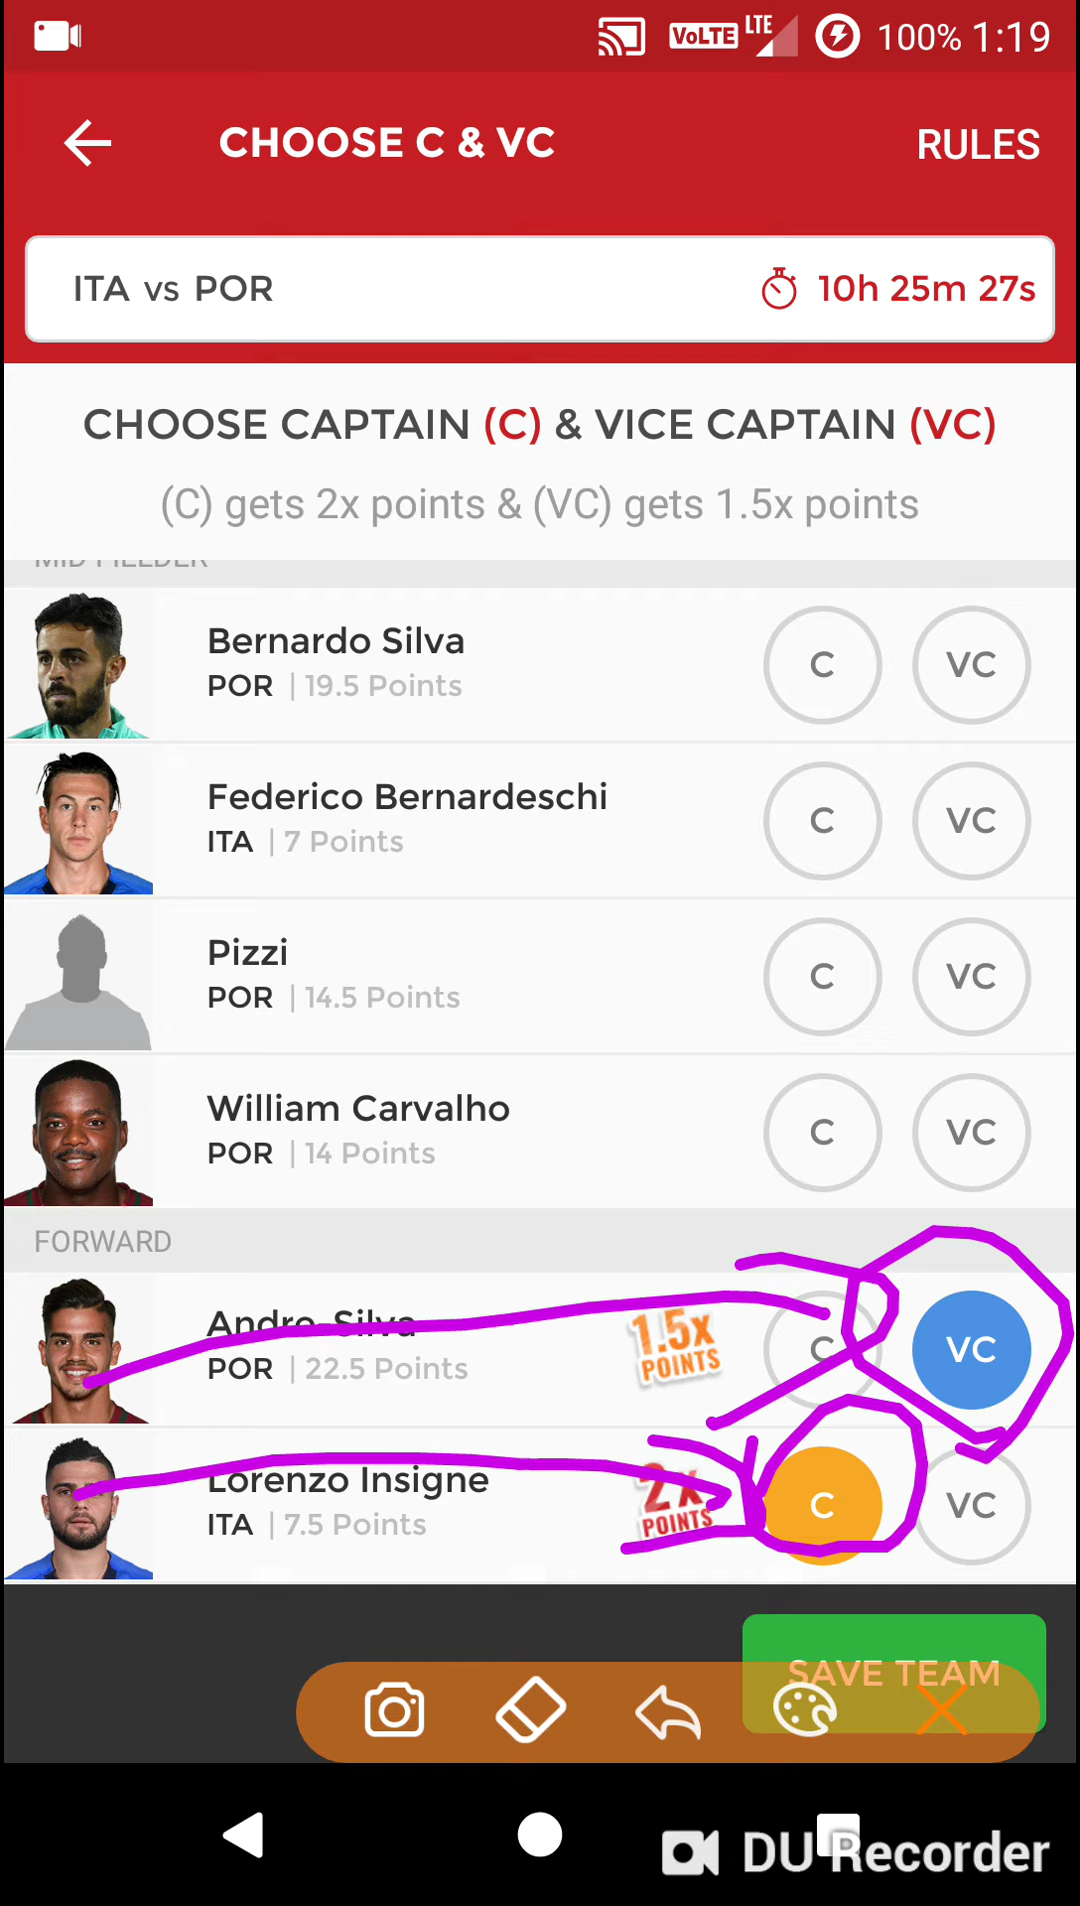 VoLTE LTE 100% 1:19
CHOOSE C & VC RULES
ITA vs POR 10h 25m 27s
CHOOSE CAPTAIN (C) & VICE CAPTAIN (VC)
(C) gets 2x points & (VC) gets 1.5x points
MID FIELDER
Bernardo Silva
POR | 19.5 Points
C VC
Federico Bernardeschi
ITA | 7 Points
C VC
Pizzi
POR | 14.5 Points
C VC
William Carvalho
POR | 14 Points
C VC
FORWARD
Andre Silva
POR | 22.5 Points
1.5x POINTS
C VC
Lorenzo Insigne
ITA | 7.5 Points
2x POINTS
C VC
SAVE TEAM
DU Recorder